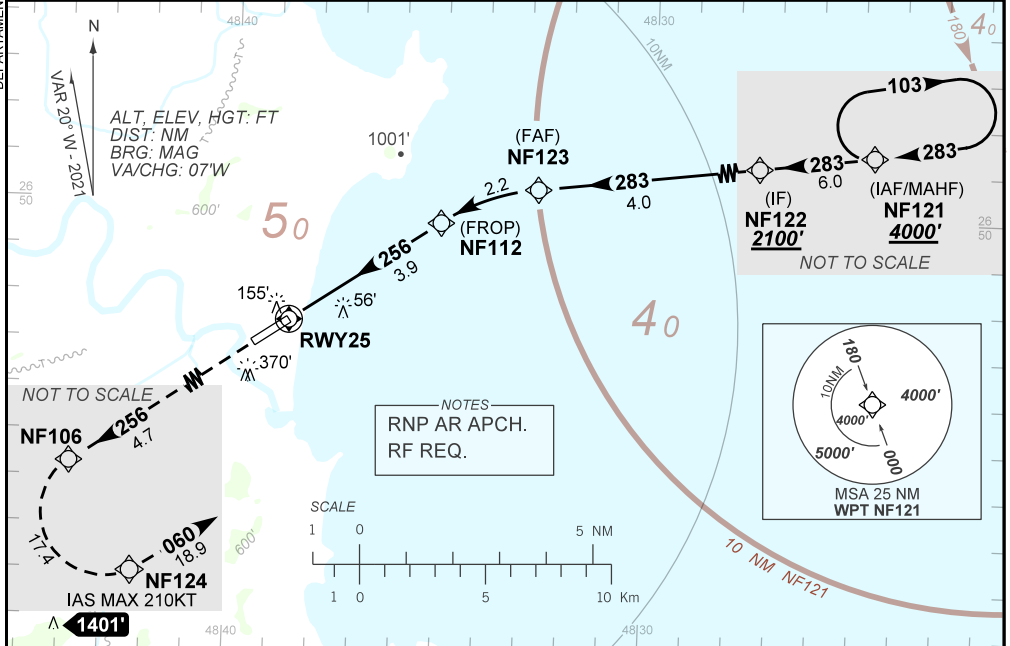 48 40
48 30
180
4 0
N
VAR 20° W - 2021
ALT, ELEV, HGT: FT
DIST: NM
BRG: MAG
VA/CHG: 07'W
1001'
10NM
103
283
283
6.0
(IAF/MAHF)
NF121
4000'
(IF)
NF122
2100'
NOT TO SCALE
(FAF)
NF123
283
4.0
2.2
(FROP)
NF112
256
3.9
26
50
26
50
600'
5 0
155'
56'
RWY25
370'
4 0
NOT TO SCALE
256
4.7
NF106
17.4
060
18.9
NF124
IAS MAX 210KT
1401'
600'
NOTES
RNP AR APCH.
RF REQ.
180
10NM
4000'
4000'
5000'
000
MSA 25 NM
WPT NF121
SCALE
1 0 5 NM
1 0 5 10 Km
10 NM NF121
48 40
48 30